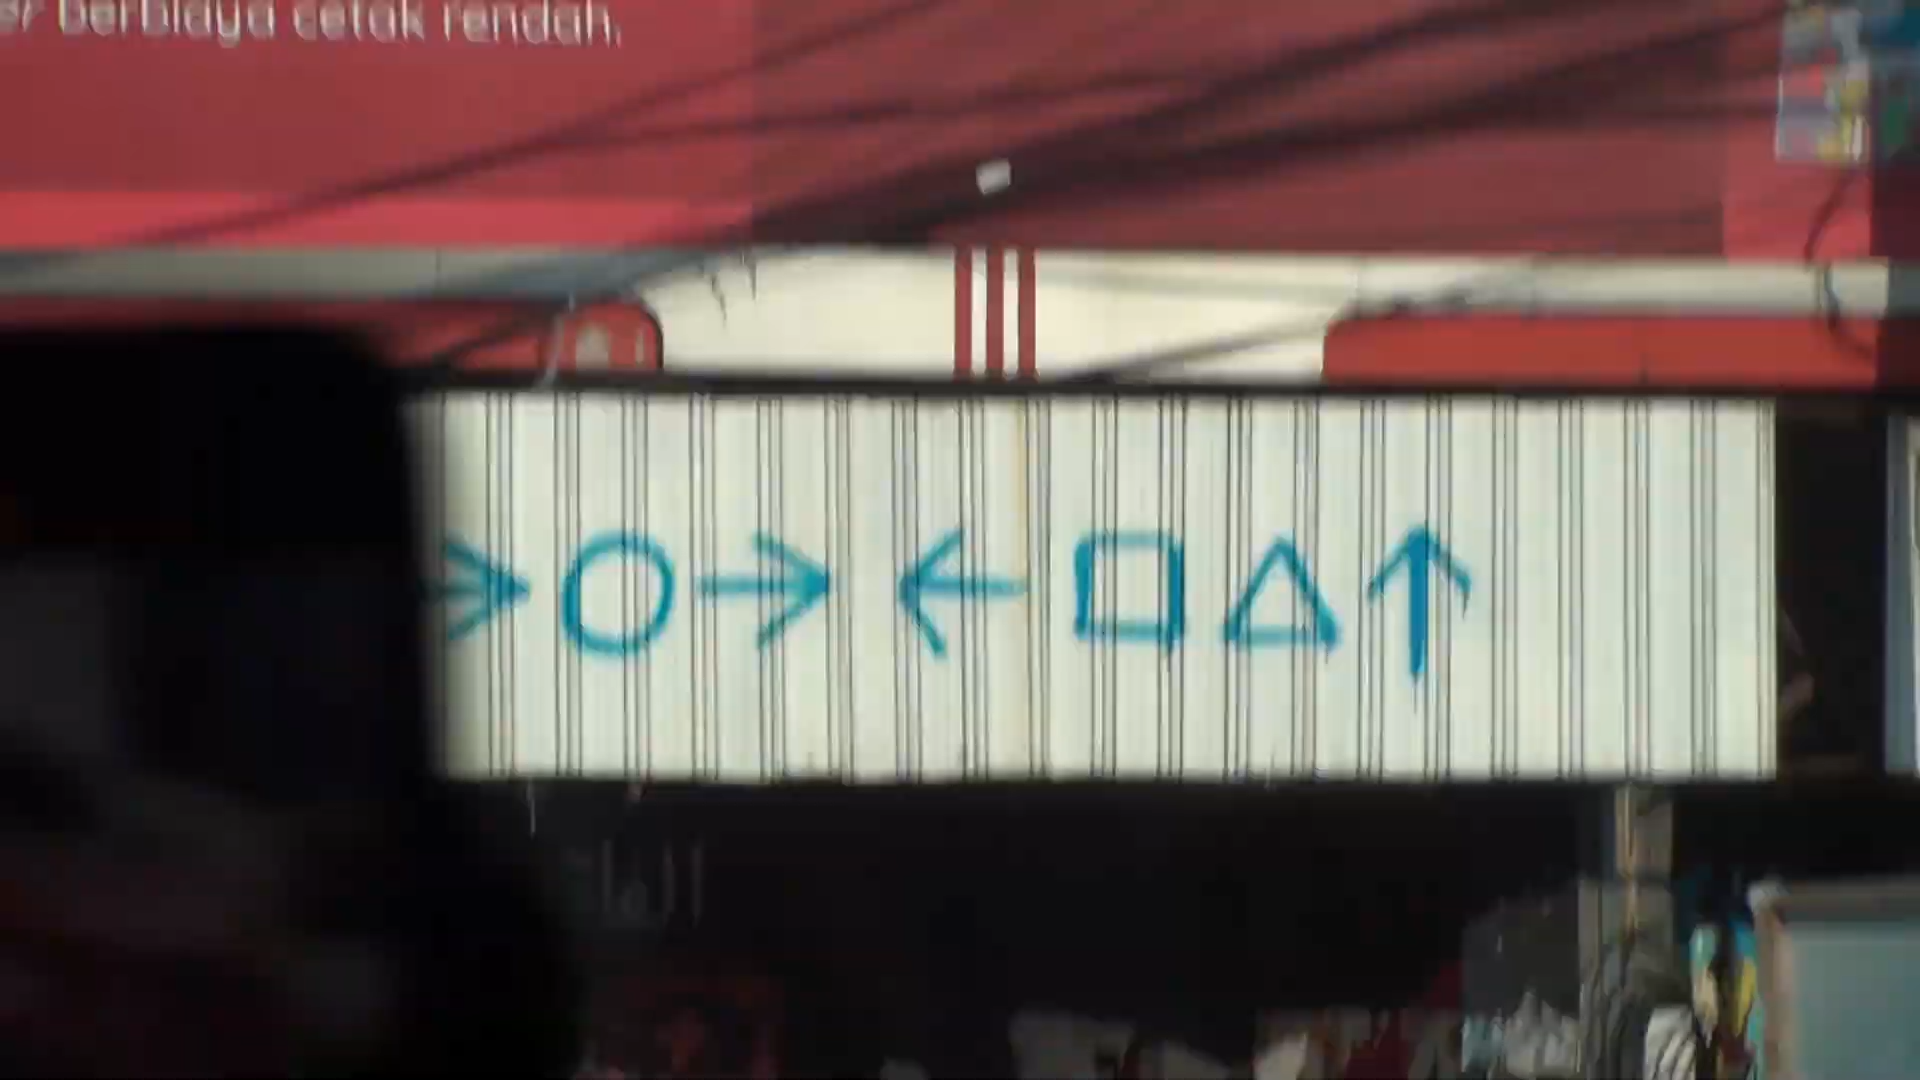 berbiaya cetak rendah.
→ ○ → ← □ △ ↑